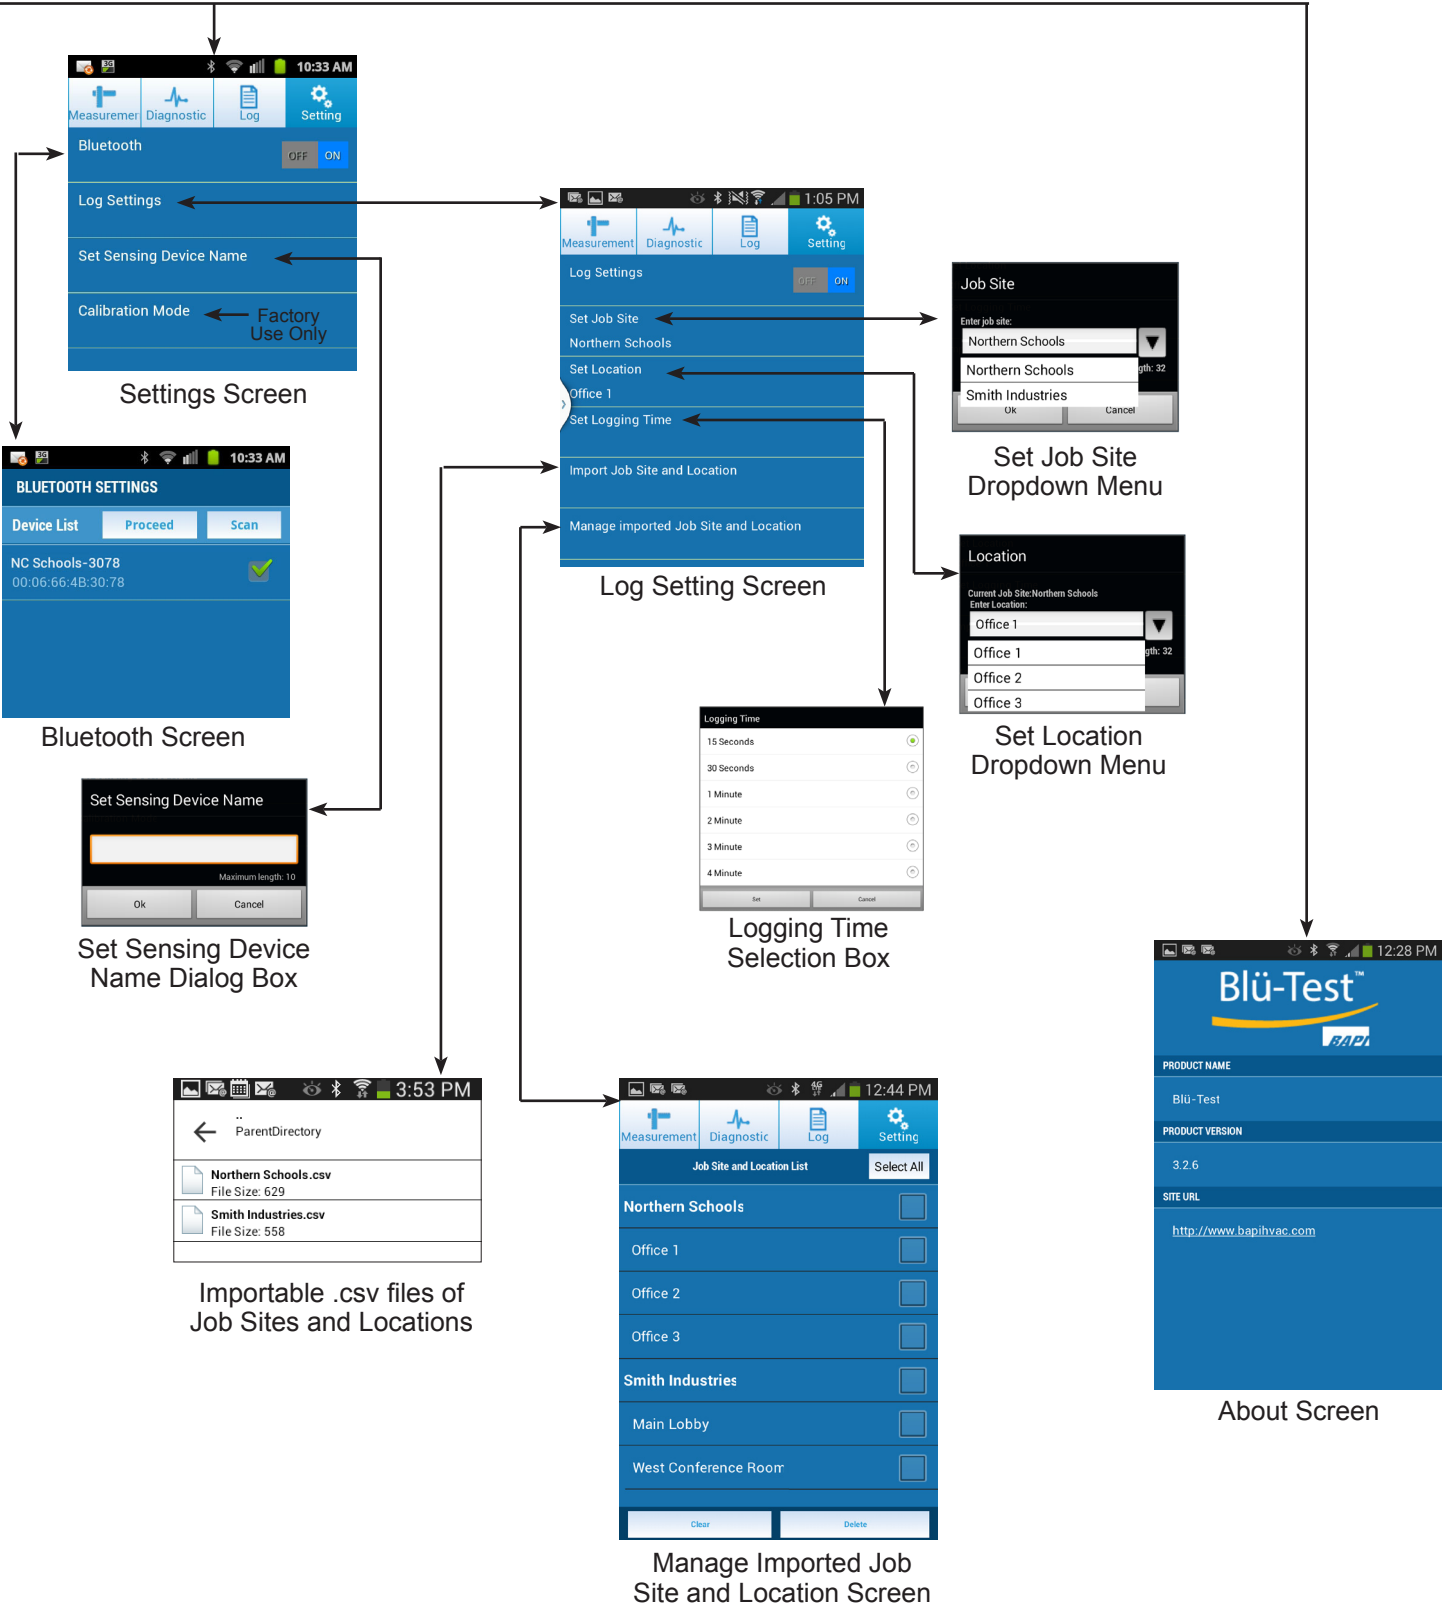 3G 10:33 AM
Measuremer Diagnostic Log Setting
Bluetooth OFF ON
Log Settings
Set Sensing Device Name
Calibration Mode Factory
Use Only
Settings Screen
3G 10:33 AM
BLUETOOTH SETTINGS
Device List Proceed Scan
NC Schools-3078
00:06:66:4B:30:78
Bluetooth Screen
Set Sensing Device Name
Maximum length: 10
Ok Cancel
Set Sensing Device
Name Dialog Box
1:05 PM
Measurement Diagnostic Log Setting
Log Settings OFF ON
Set Job Site
Northern Schools
Set Location
Office 1
Set Logging Time
Import Job Site and Location
Manage imported Job Site and Location
Log Setting Screen
Job Site
Enter job site:
Northern Schools
Northern Schools gth: 32
Smith Industries
Ok Cancel
Set Job Site
Dropdown Menu
Location
Current Job Site:Northern Schools
Enter Location:
Office 1
Office 1 gth: 32
Office 2
Office 3
Set Location
Dropdown Menu
Logging Time
15 Seconds
30 Seconds
1 Minute
2 Minute
3 Minute
4 Minute
Set Cancel
Logging Time
Selection Box
3:53 PM
..
ParentDirectory
Northern Schools.csv
File Size: 629
Smith Industries.csv
File Size: 558
Importable .csv files of
Job Sites and Locations
4G 12:44 PM
Measurement Diagnostic Log Setting
Job Site and Location List Select All
Northern Schools
Office 1
Office 2
Office 3
Smith Industries
Main Lobby
West Conference Room
Clear Delete
Manage Imported Job
Site and Location Screen
12:28 PM
Blü-Test™
BAPI
PRODUCT NAME
Blü-Test
PRODUCT VERSION
3.2.6
SITE URL
http://www.bapihvac.com
About Screen